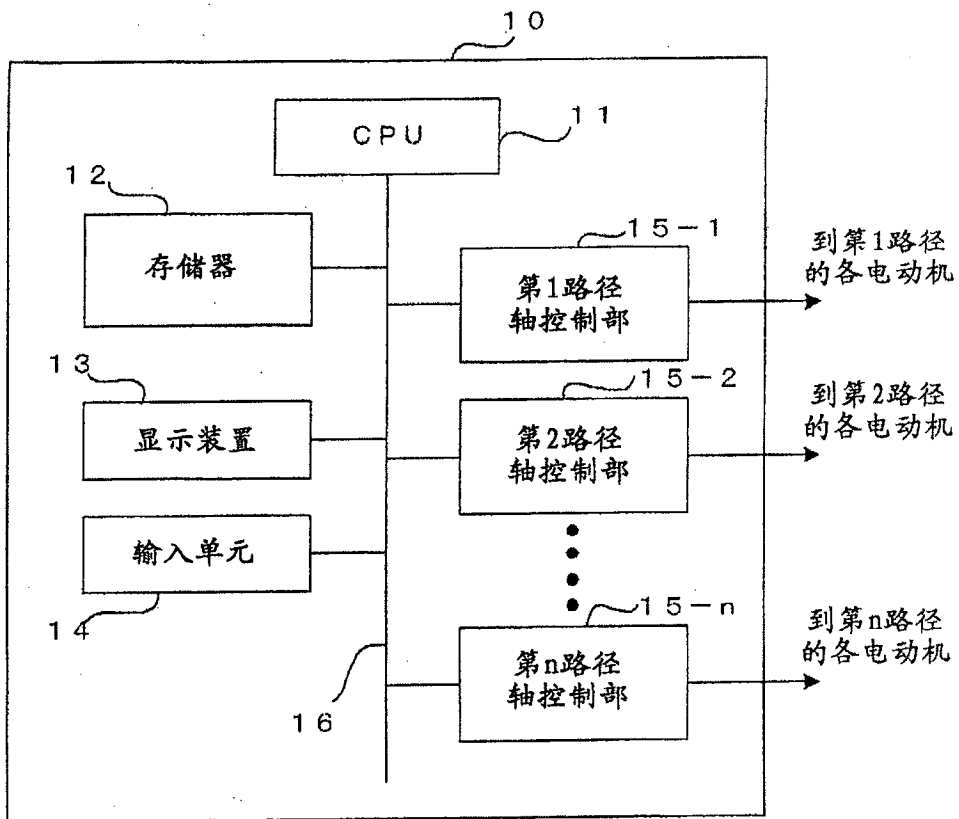 10
CPU
11
12
存储器
15-1
第1路径
轴控制部
到第1路径
的各电动机
13
显示装置
15-2
第2路径
轴控制部
到第2路径
的各电动机
输入单元
14
15-n
第n路径
轴控制部
到第n路径
的各电动机
16